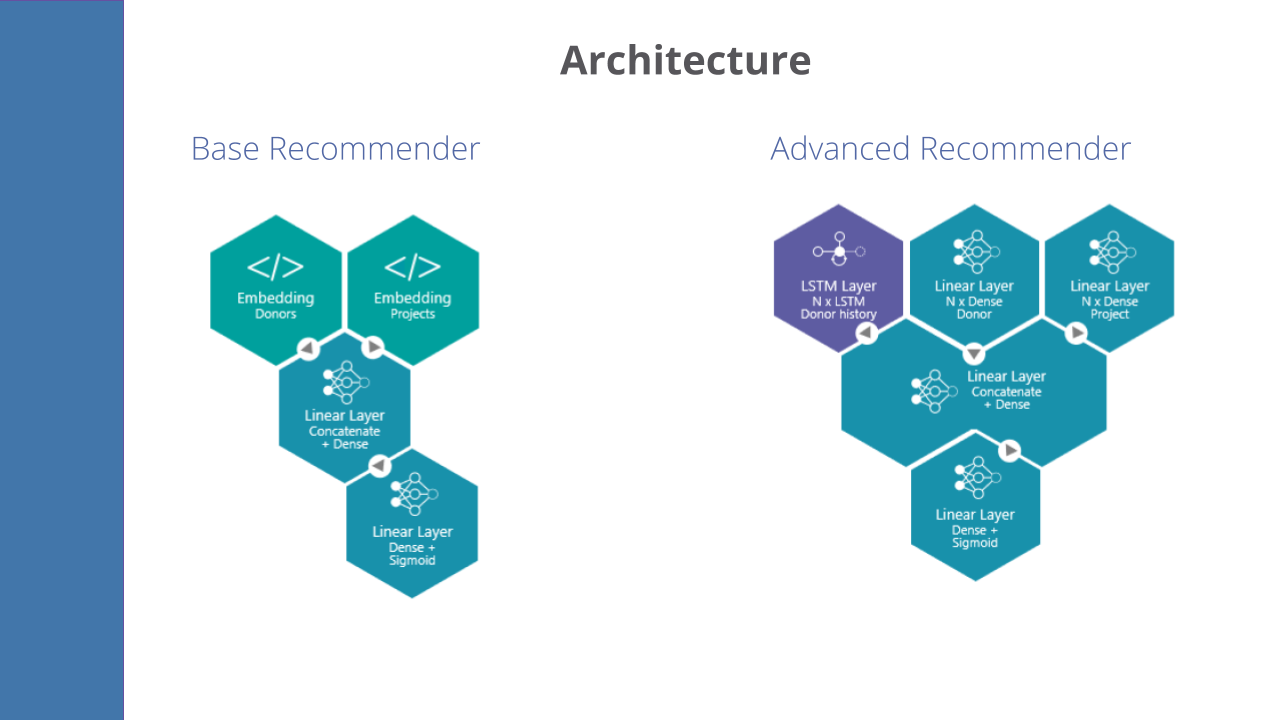 Architecture
Base Recommender
</>
Embedding
Donors
</>
Embedding
Projects
Linear Layer
Concatenate
+ Dense
Linear Layer
Dense +
Sigmoid
Advanced Recommender
LSTM Layer
N x LSTM
Donor history
Linear Layer
N x Dense
Donor
Linear Layer
N x Dense
Project
Linear Layer
Concatenate
+ Dense
Linear Layer
Dense +
Sigmoid